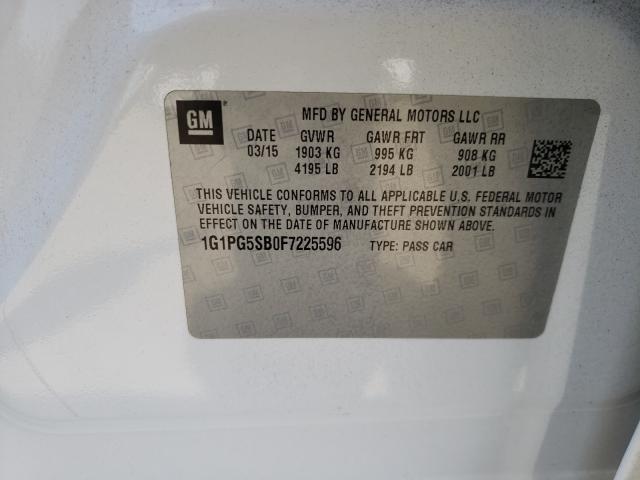 GM ®
MFD BY GENERAL MOTORS LLC
DATE GVWR GAWR FRT GAWR RR
03/15 1903 KG 995 KG 908 KG
4195 LB 2194 LB 2001 LB
THIS VEHICLE CONFORMS TO ALL APPLICABLE U.S. FEDERAL MOTOR
VEHICLE SAFETY, BUMPER, AND THEFT PREVENTION STANDARDS IN
EFFECT ON THE DATE OF MANUFACTURE SHOWN ABOVE.
1G1PG5SB0F7225596 TYPE: PASS CAR